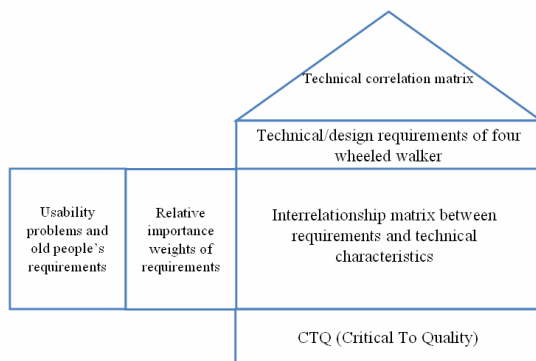 Technical correlation matrix
Technical/design requirements of four
wheeled walker
Usability
problems and
old people's
requirements
Relative
importance
weights of
requirements
Interrelationship matrix between
requirements and technical
characteristics
CTQ (Critical To Quality)